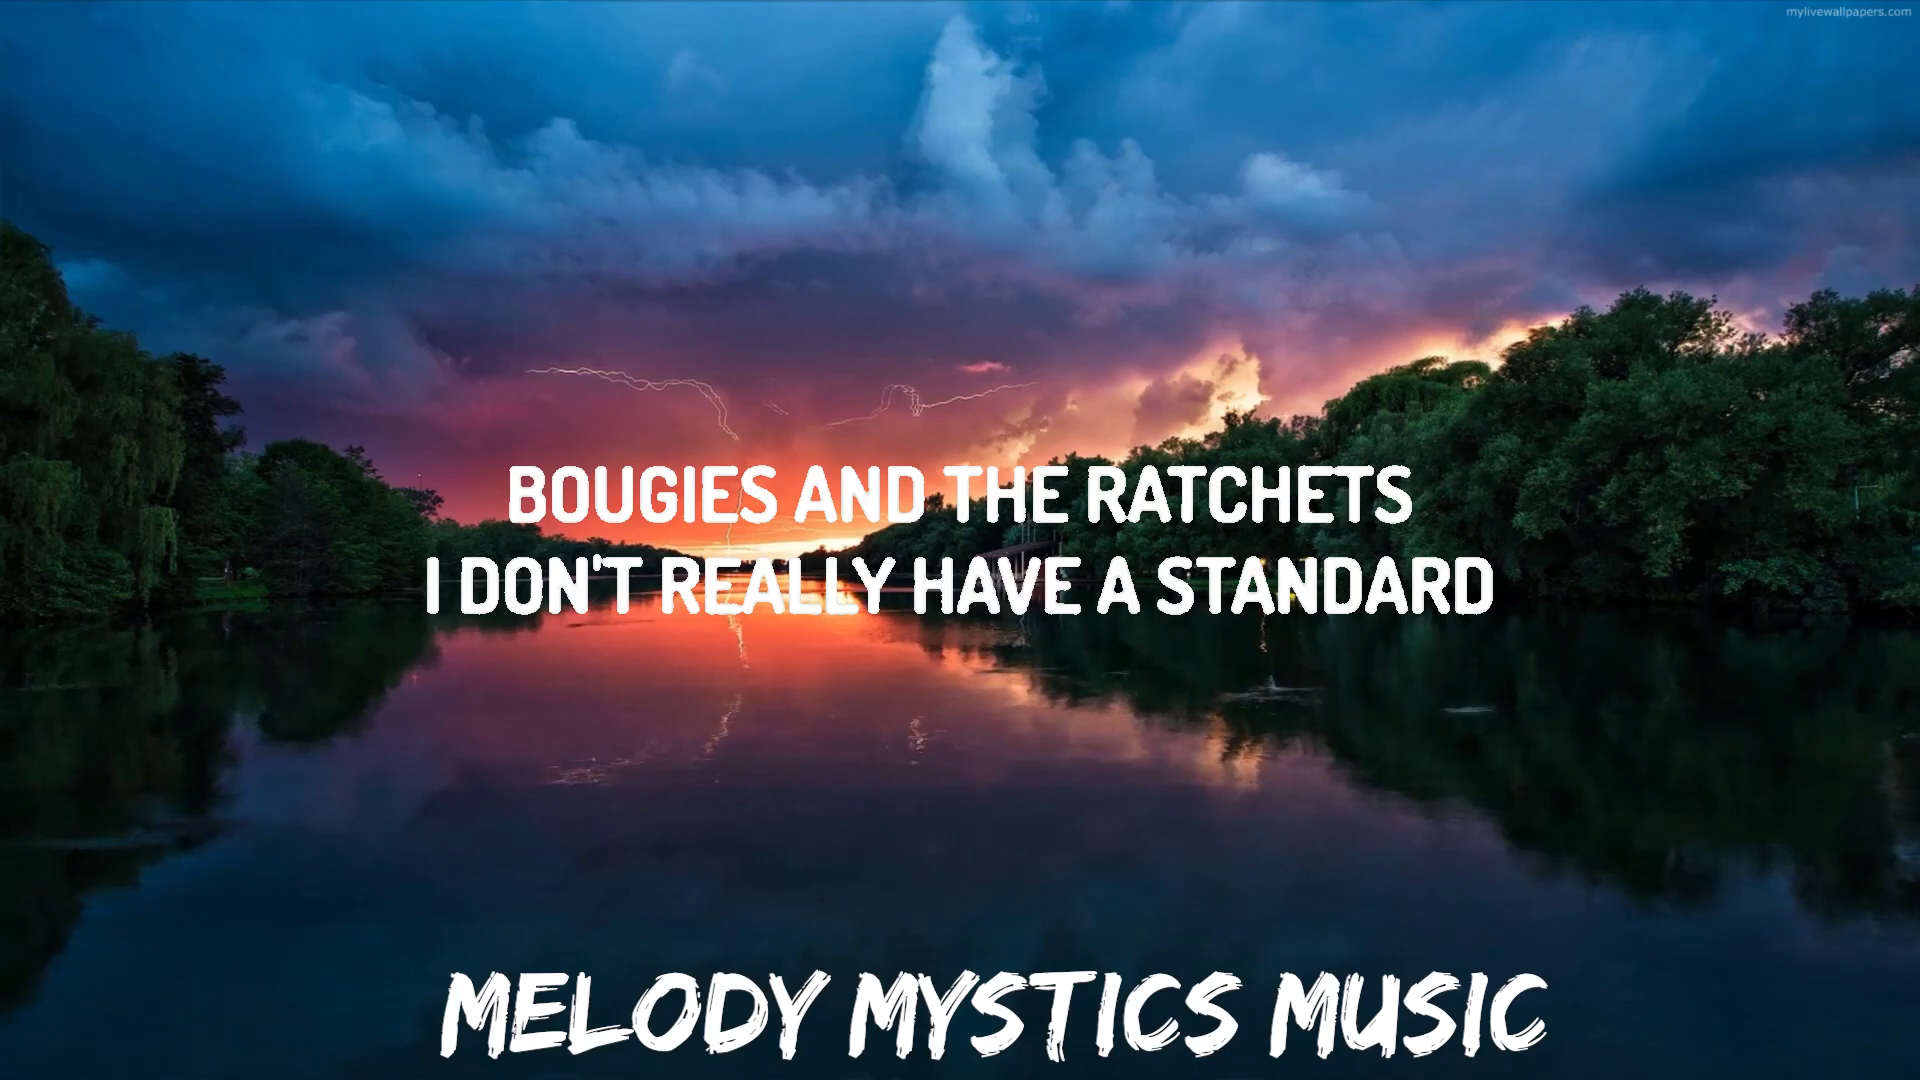 mylivewallpapers.com
BOUGIES AND THE RATCHETS
I DON'T REALLY HAVE A STANDARD
MELODY MYSTICS MUSIC